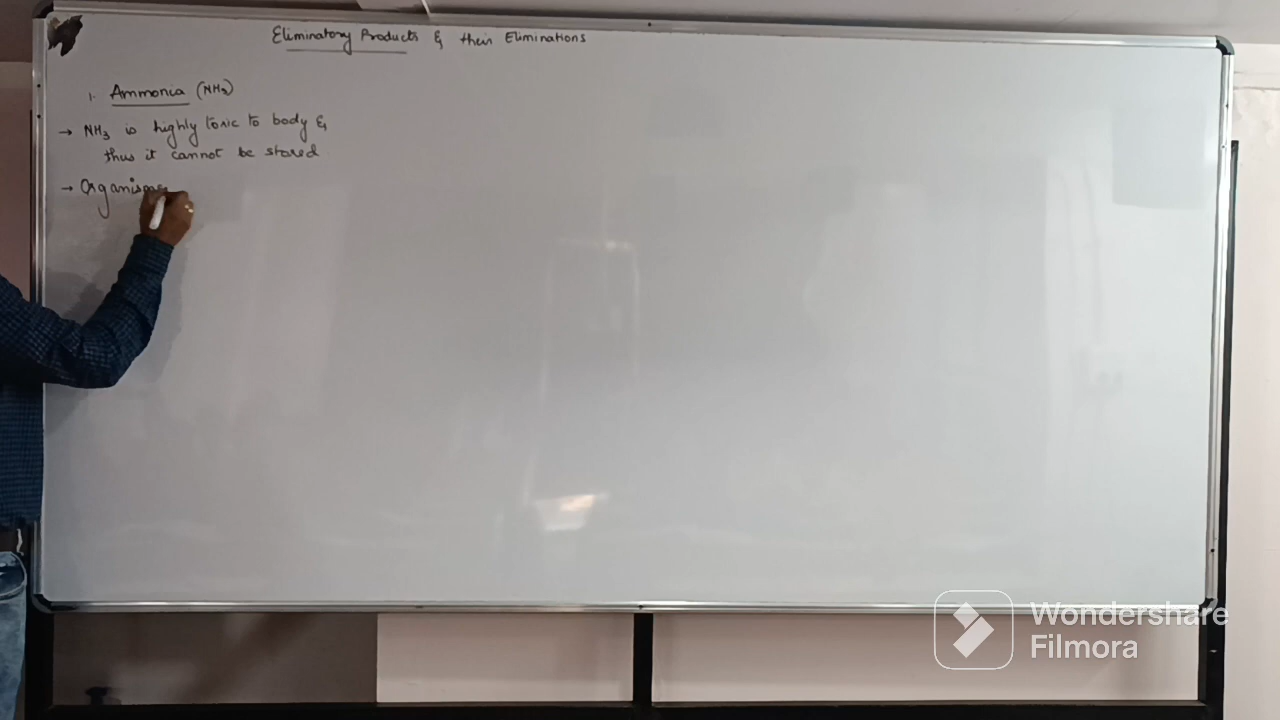 Eliminatory Products & their Eliminations
1. Ammonia (NH3)
→ NH3 is highly toxic to body &
thus it cannot be stored
→ Organisms
Wondershare
Filmora